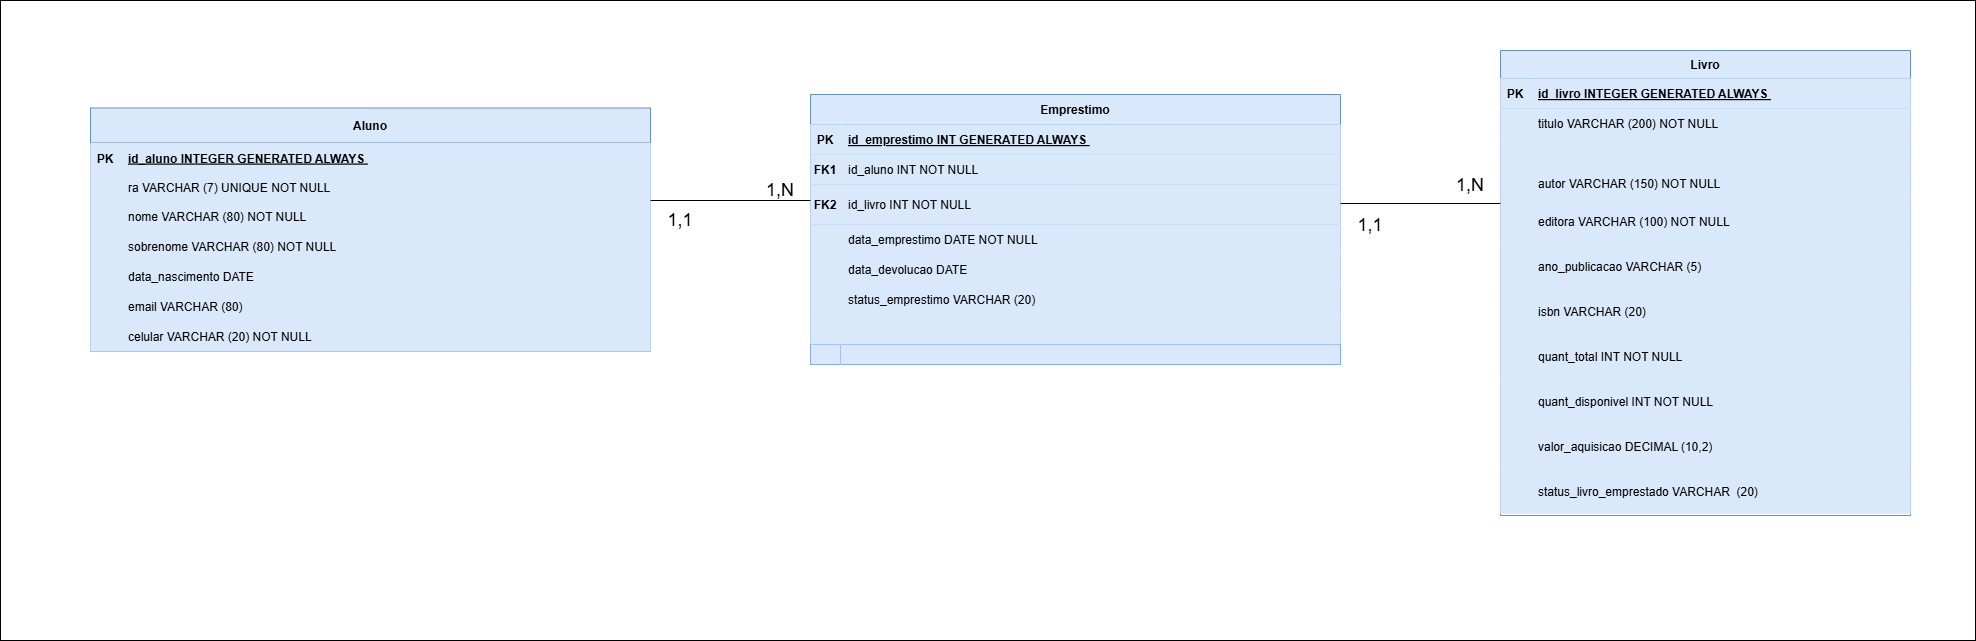 Aluno
PK id_aluno INTEGER GENERATED ALWAYS
ra VARCHAR (7) UNIQUE NOT NULL
nome VARCHAR (80) NOT NULL
sobrenome VARCHAR (80) NOT NULL
data_nascimento DATE
email VARCHAR (80)
celular VARCHAR (20) NOT NULL
1,N
1,1
Emprestimo
PK id_emprestimo INT GENERATED ALWAYS
FK1 id_aluno INT NOT NULL
FK2 id_livro INT NOT NULL
data_emprestimo DATE NOT NULL
data_devolucao DATE
status_emprestimo VARCHAR (20)
1,N
1,1
Livro
PK id_livro INTEGER GENERATED ALWAYS
titulo VARCHAR (200) NOT NULL
autor VARCHAR (150) NOT NULL
editora VARCHAR (100) NOT NULL
ano_publicacao VARCHAR (5)
isbn VARCHAR (20)
quant_total INT NOT NULL
quant_disponivel INT NOT NULL
valor_aquisicao DECIMAL (10,2)
status_livro_emprestado VARCHAR (20)